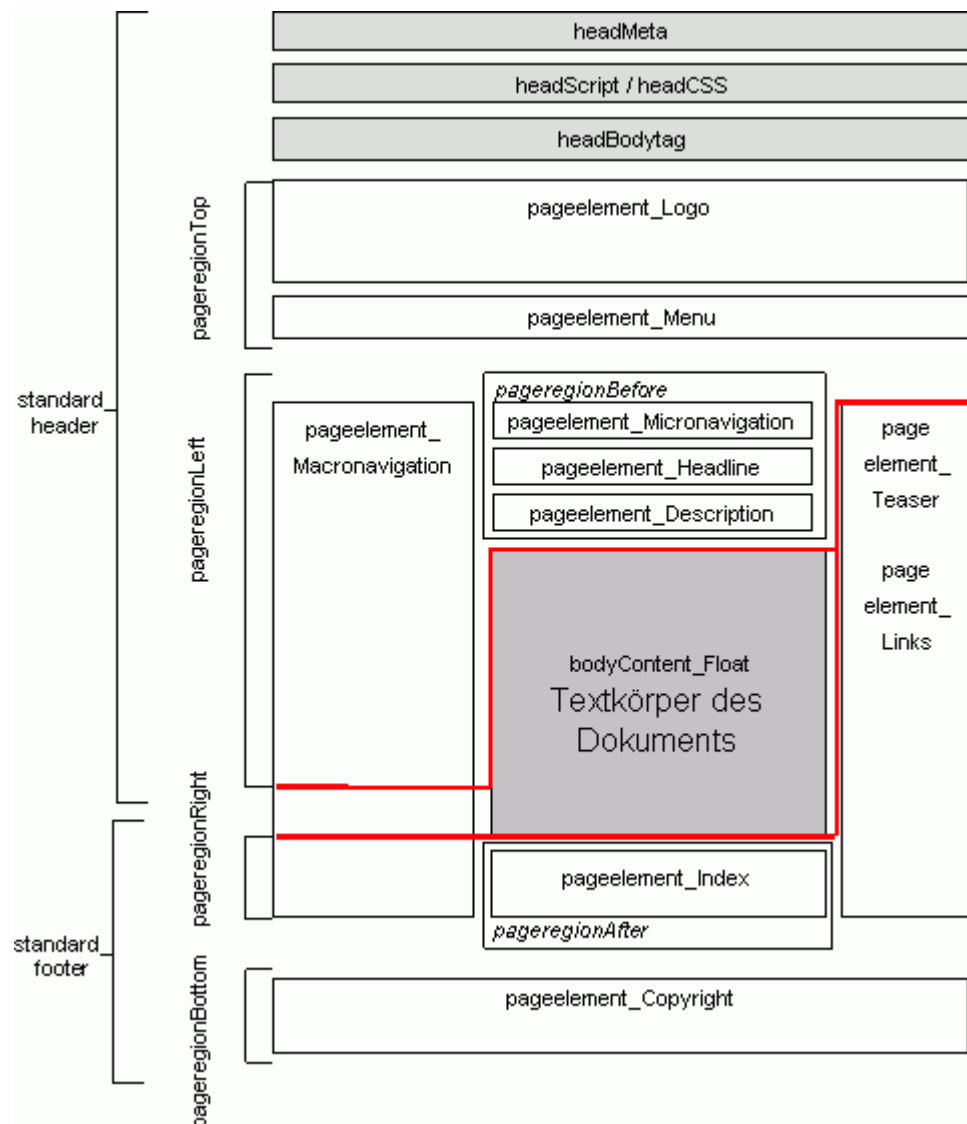 headMeta
headScript / headCSS
headBodytag
pageregionTop
pageelement_Logo
pageelement_Menu
standard_
header
pageregionLeft
pageelement_
Macronavigation
pageregionBefore
pageelement_Micronavigation
pageelement_Headline
pageelement_Description
page
element_
Teaser
page
element_
Links
bodyContent_Float
Textkörper des
Dokuments
pageregionRight
pageelement_Index
pageregionAfter
standard_
footer
pageregionBottom
pageelement_Copyright